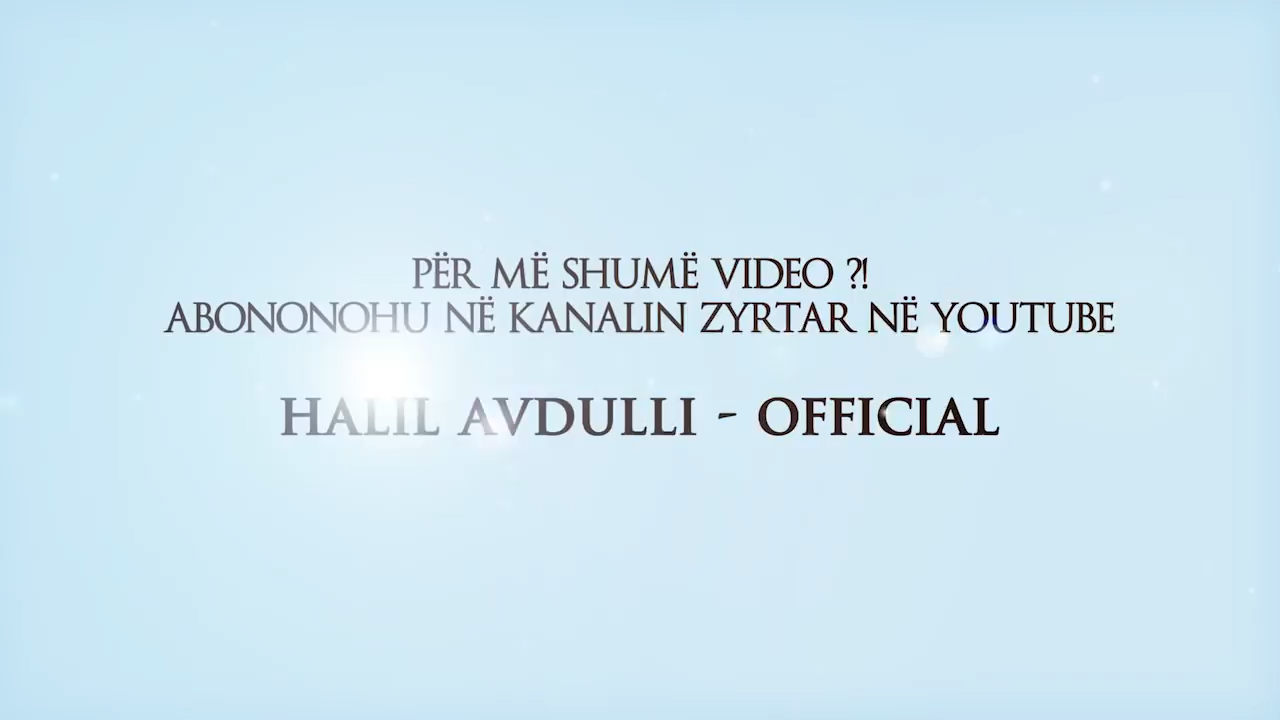 PËR MË SHUMË VIDEO ?!
ABONONOHU NË KANALIN ZYRTAR NË YOUTUBE
HALIL AVDULLI - OFFICIAL